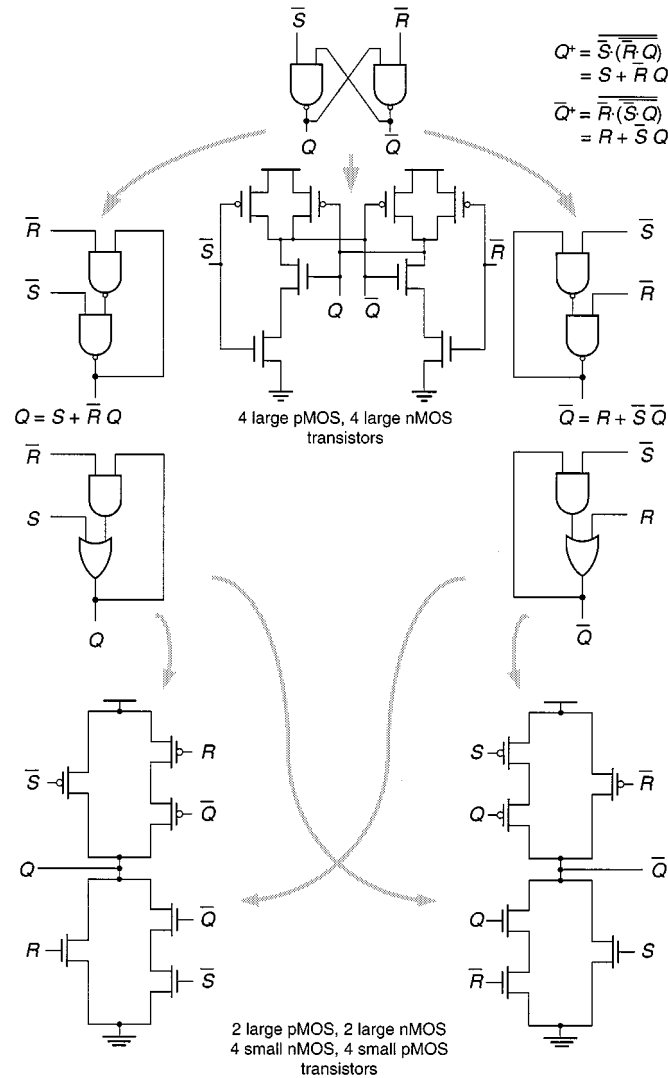 S̅ R̅
Q⁺ = S̅·(R̅·Q)
= S + R̅ Q
Q̅⁺ = R̅·(S̅·Q)
= R + S̅ Q
Q Q̅
R̅
S̅
S̅ R̅
Q Q̅
S̅
R̅
Q = S + R̅ Q
4 large pMOS, 4 large nMOS
transistors
Q̅ = R + S̅ Q̅
R̅
S
Q
S̅
R
Q̅
R
S̅
Q̅
Q
Q̅
R
S̅
S
R̅
Q
Q̅
Q
S
R̅
2 large pMOS, 2 large nMOS
4 small nMOS, 4 small pMOS
transistors